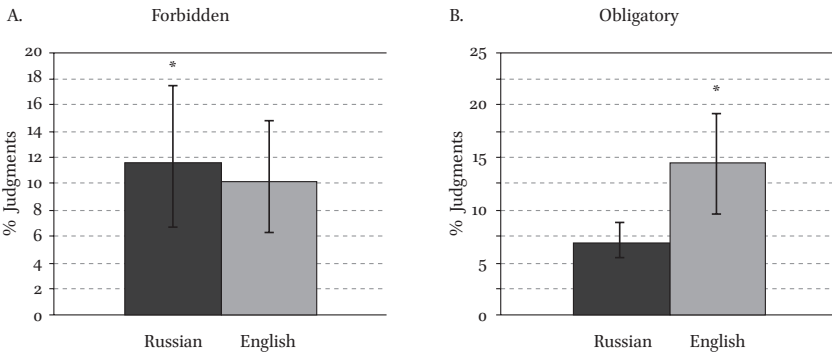 A.
Forbidden
% Judgments
20
18
16
14
12
10
8
6
4
2
0
*
Russian
English
B.
Obligatory
% Judgments
25
20
15
10
5
0
*
Russian
English